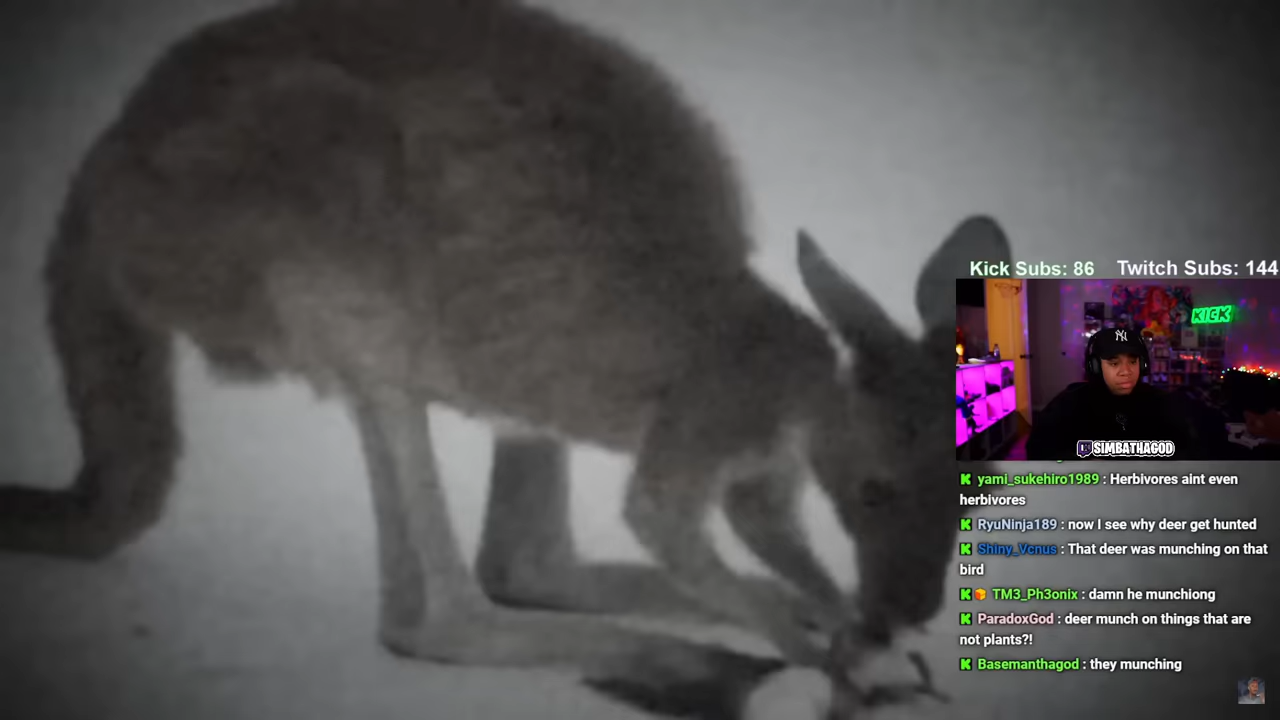 Kick Subs: 86 Twitch Subs: 144
KICK
NY
SIMBATHAGOD
yami_sukehiro1989 : Herbivores aint even
herbivores
RyuNinja189 : now I see why deer get hunted
Shiny_Vcnus : That deer was munching on that
bird
TM3_Ph3onix : damn he munchiong
ParadoxGod : deer munch on things that are
not plants?!
Basemanthagod : they munching